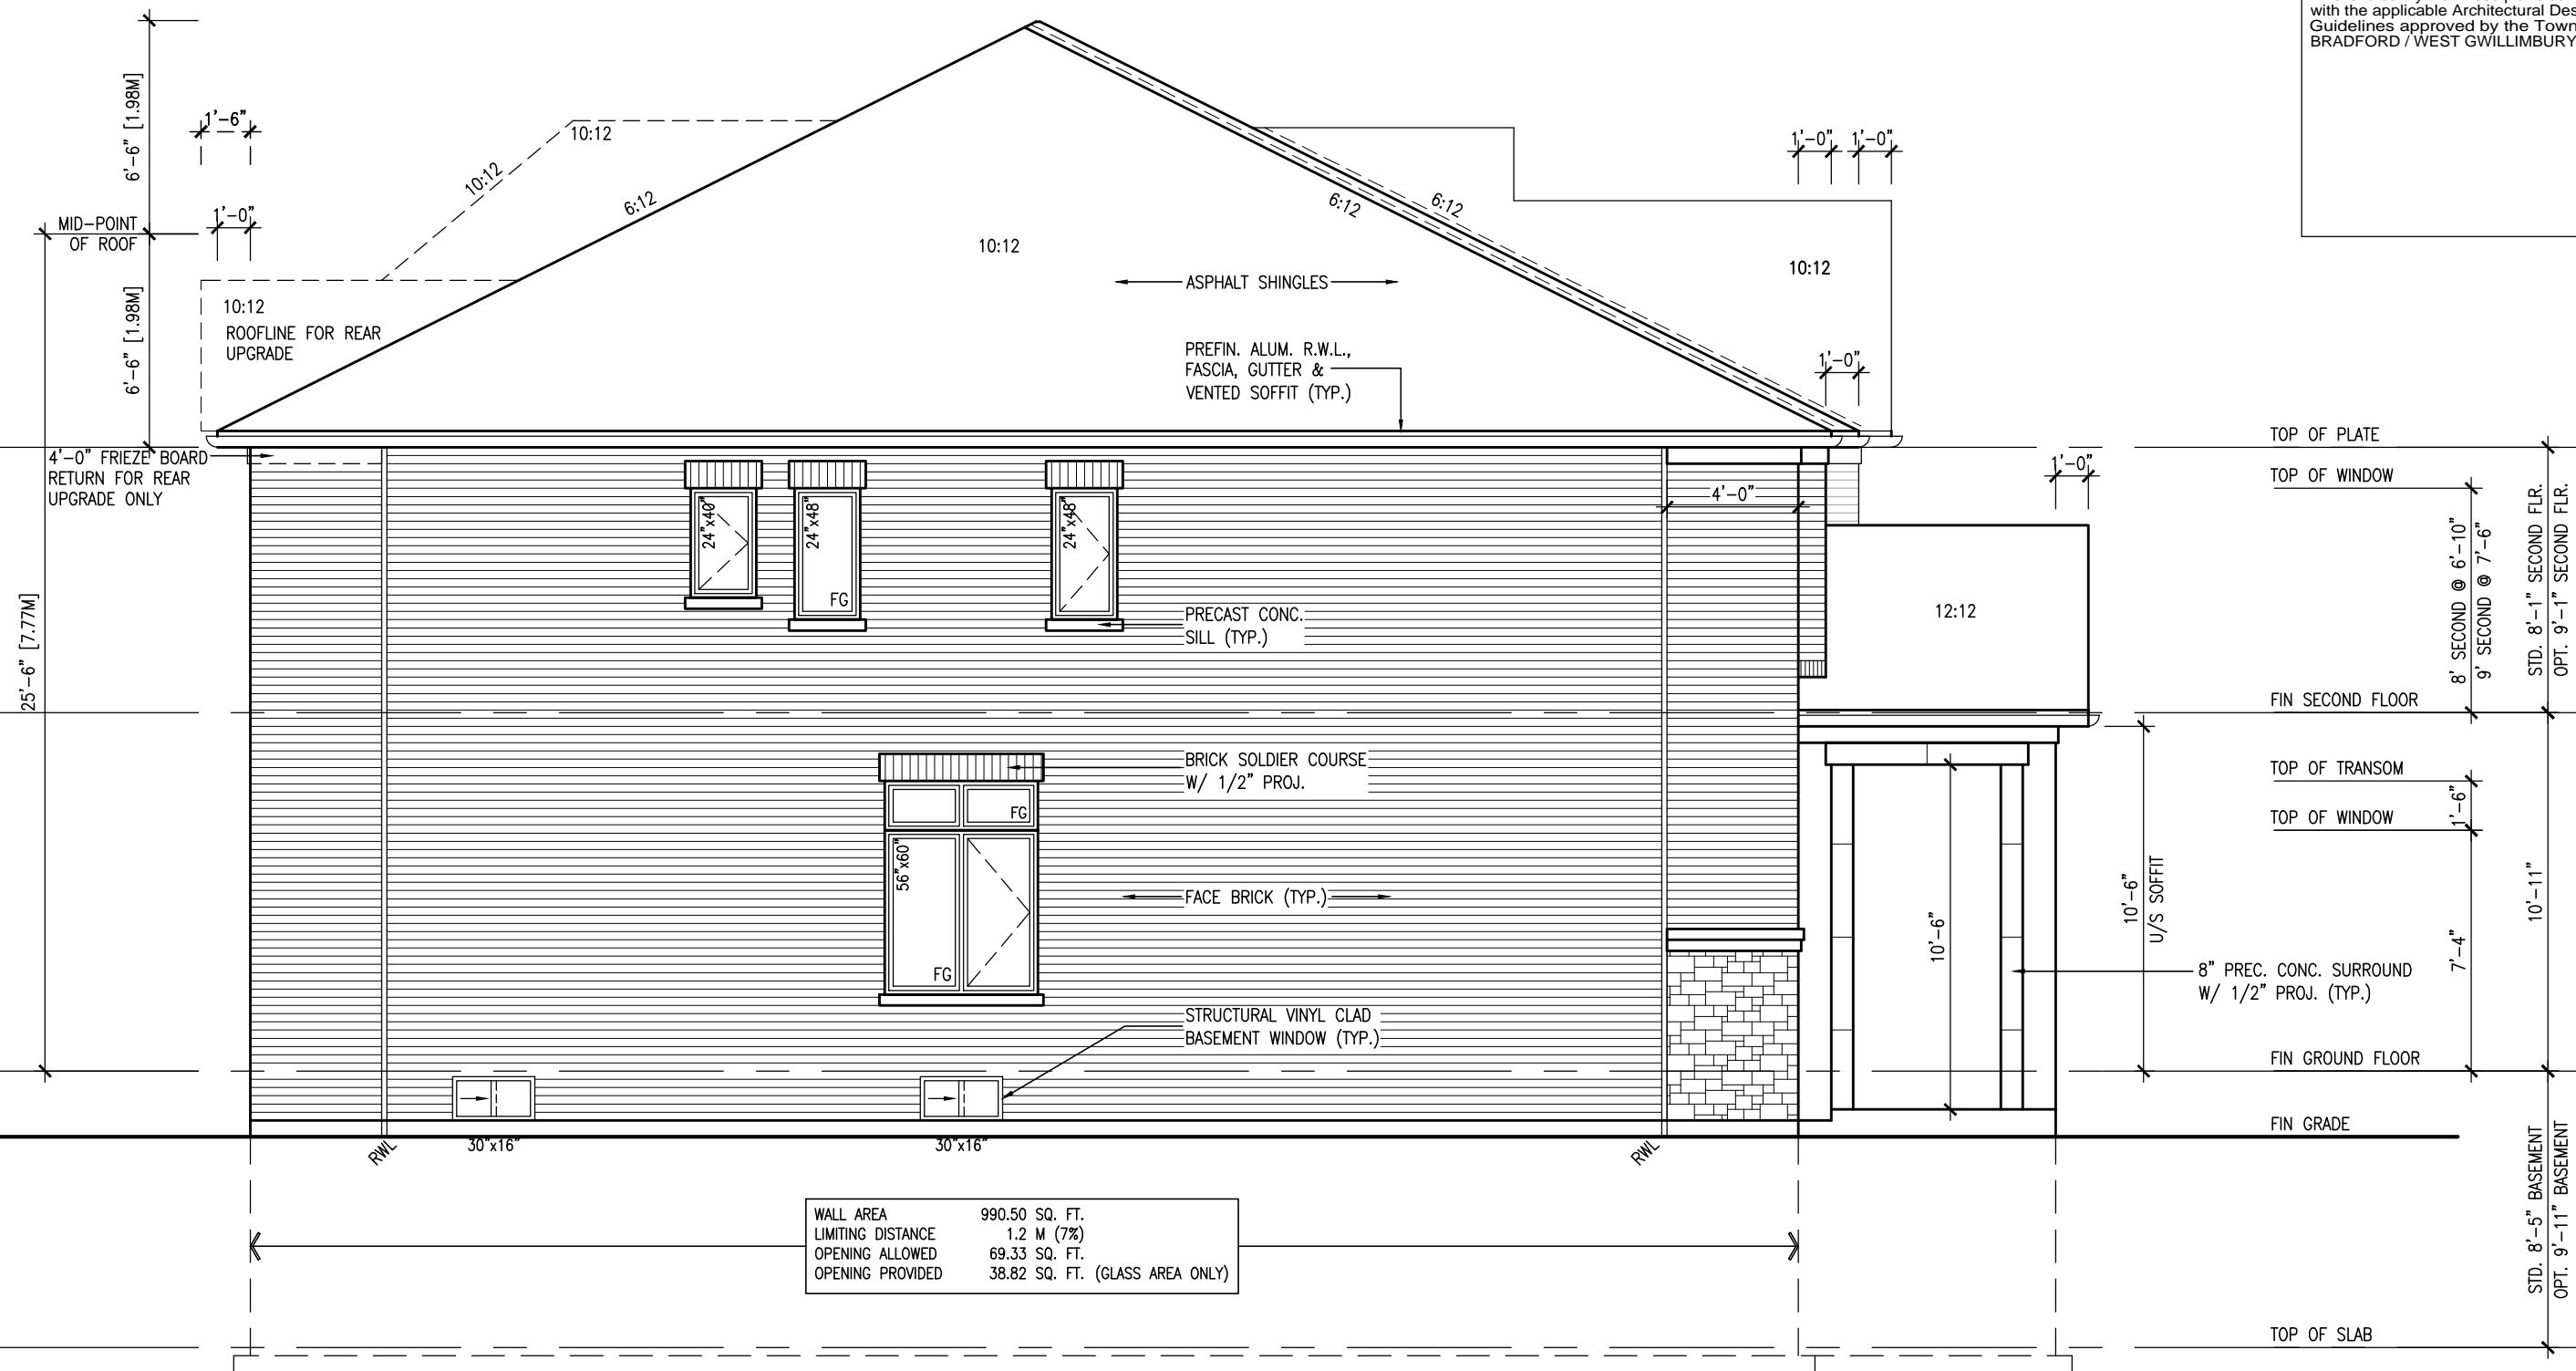 with the applicable Architectural Des
Guidelines approved by the Town
BRADFORD / WEST GWILLIMBURY
6'-6" [1.98M]
1'-6"
10:12
10:12
6:12
1'-0"
MID-POINT
OF ROOF
6'-6" [1.98M]
10:12
ROOFLINE FOR REAR
UPGRADE
10:12
6:12
6:12
1'-0"
1'-0"
10:12
ASPHALT SHINGLES
PREFIN. ALUM. R.W.L.,
FASCIA, GUTTER &
VENTED SOFFIT (TYP.)
1'-0"
4'-0" FRIEZE BOARD
RETURN FOR REAR
UPGRADE ONLY
25'-6" [7.77M]
24"x40"
24"x48"
FG
24"x48"
4'-0"
1'-0"
PRECAST CONC.
SILL (TYP.)
12:12
TOP OF PLATE
TOP OF WINDOW
8' SECOND @ 6'-10"
9' SECOND @ 7'-6"
STD. 8'-1" SECOND FLR.
OPT. 9'-1" SECOND FLR.
FIN SECOND FLOOR
BRICK SOLDIER COURSE
W/ 1/2" PROJ.
FG
56"x60"
FG
FACE BRICK (TYP.)
TOP OF TRANSOM
1'-6"
TOP OF WINDOW
10'-6"
10'-6"
U/S SOFFIT
7'-4"
10'-11"
8" PREC. CONC. SURROUND
W/ 1/2" PROJ. (TYP.)
STRUCTURAL VINYL CLAD
BASEMENT WINDOW (TYP.)
FIN GROUND FLOOR
FIN GRADE
RWL
30"x16"
30"x16"
RWL
WALL AREA 990.50 SQ. FT.
LIMITING DISTANCE 1.2 M (7%)
OPENING ALLOWED 69.33 SQ. FT.
OPENING PROVIDED 38.82 SQ. FT. (GLASS AREA ONLY)
STD. 8'-5" BASEMENT
OPT. 9'-11" BASEMENT
TOP OF SLAB